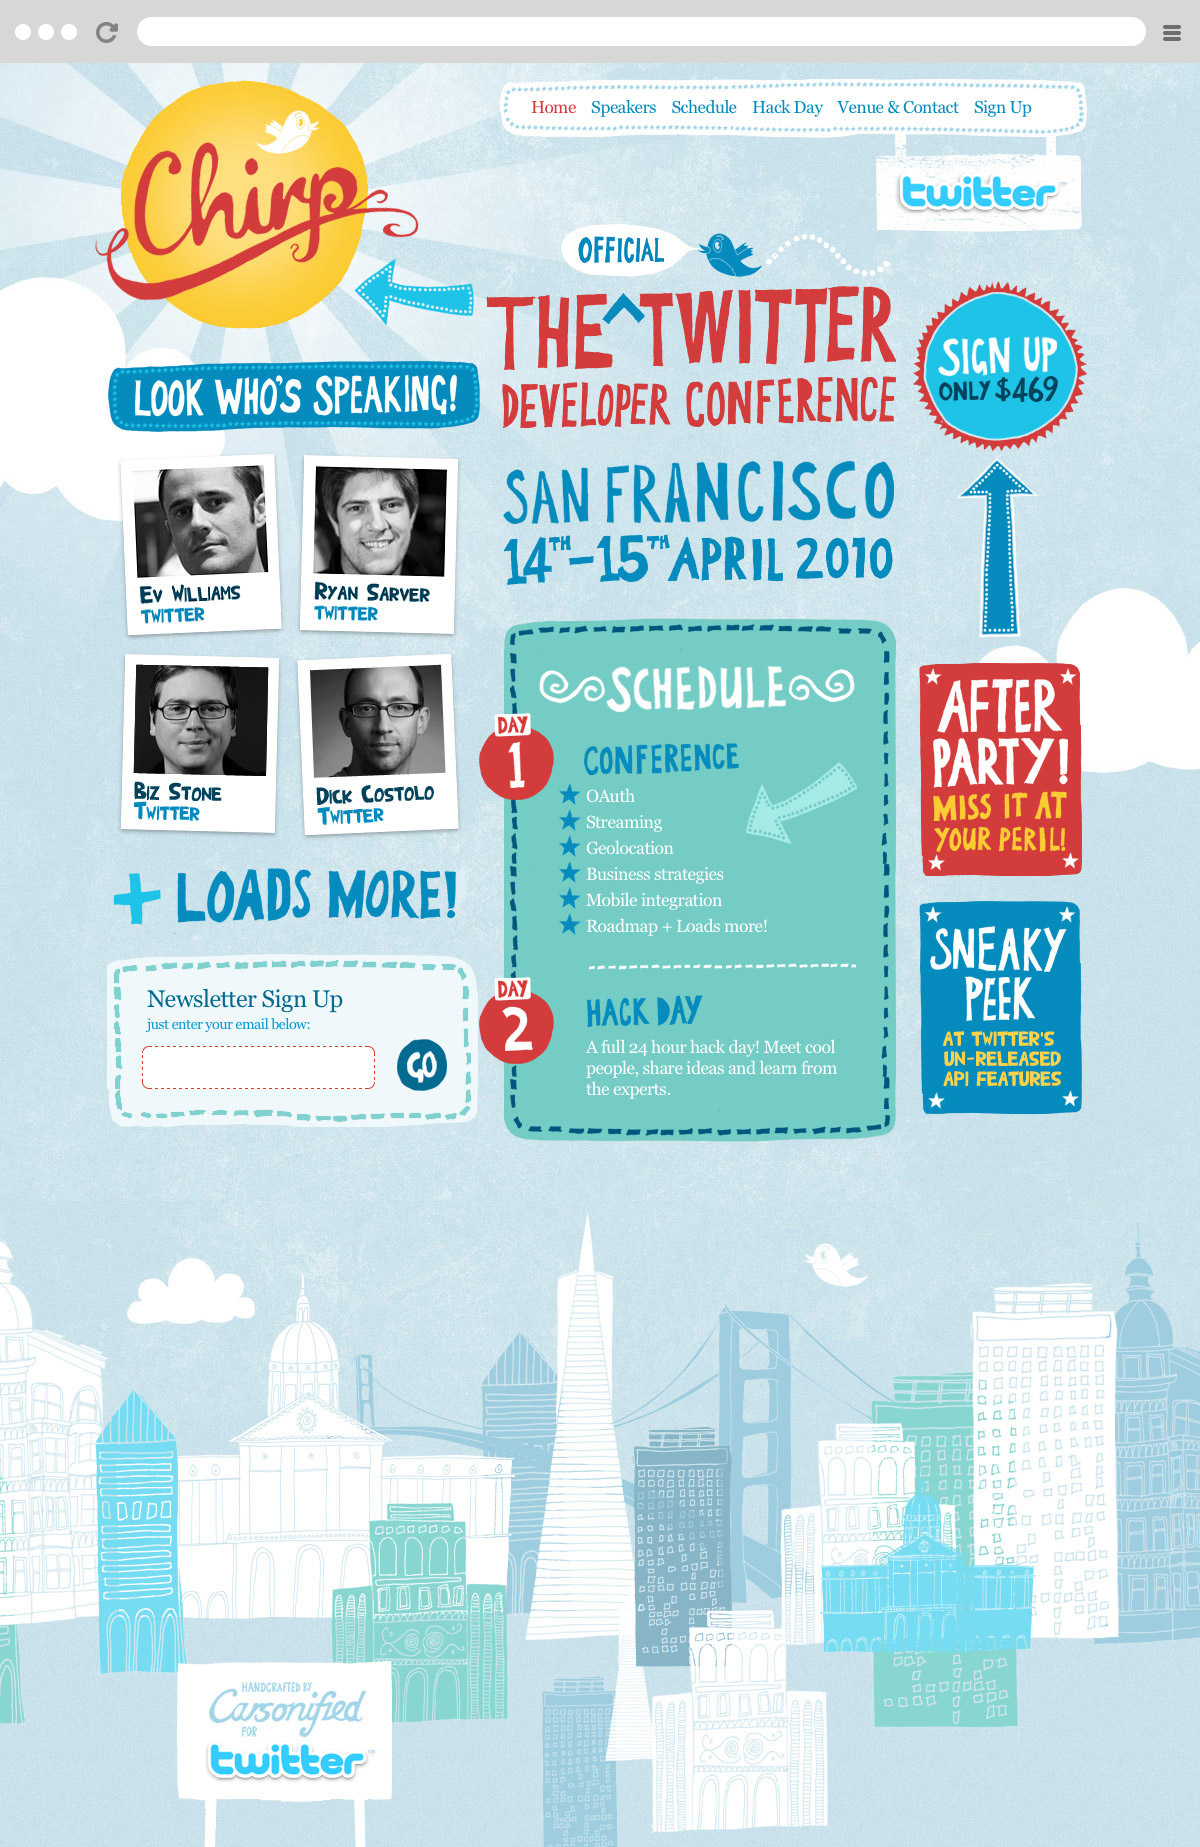 Home Speakers Schedule Hack Day Venue & Contact Sign Up
Chirp
twitter
OFFICIAL
THE ^ TWITTER
DEVELOPER CONFERENCE
SAN FRANCISCO
14TH-15TH APRIL 2010
SIGN UP
ONLY $469
LOOK WHO'S SPEAKING!
EV WILLIAMS
TWITTER
RYAN SARVER
TWITTER
BIZ STONE
TWITTER
DICK COSTOLO
TWITTER
+ LOADS MORE!
Newsletter Sign Up
just enter your email below:
GO
SCHEDULE
DAY
1
CONFERENCE
OAuth
Streaming
Geolocation
Business strategies
Mobile integration
Roadmap + Loads more!
DAY
2
HACK DAY
A full 24 hour hack day! Meet cool
people, share ideas and learn from
the experts.
AFTER
PARTY!
MISS IT AT
YOUR PERIL!
SNEAKY
PEEK
AT TWITTER'S
UN-RELEASED
API FEATURES
HANDCRAFTED BY
Carsonified
FOR
twitter